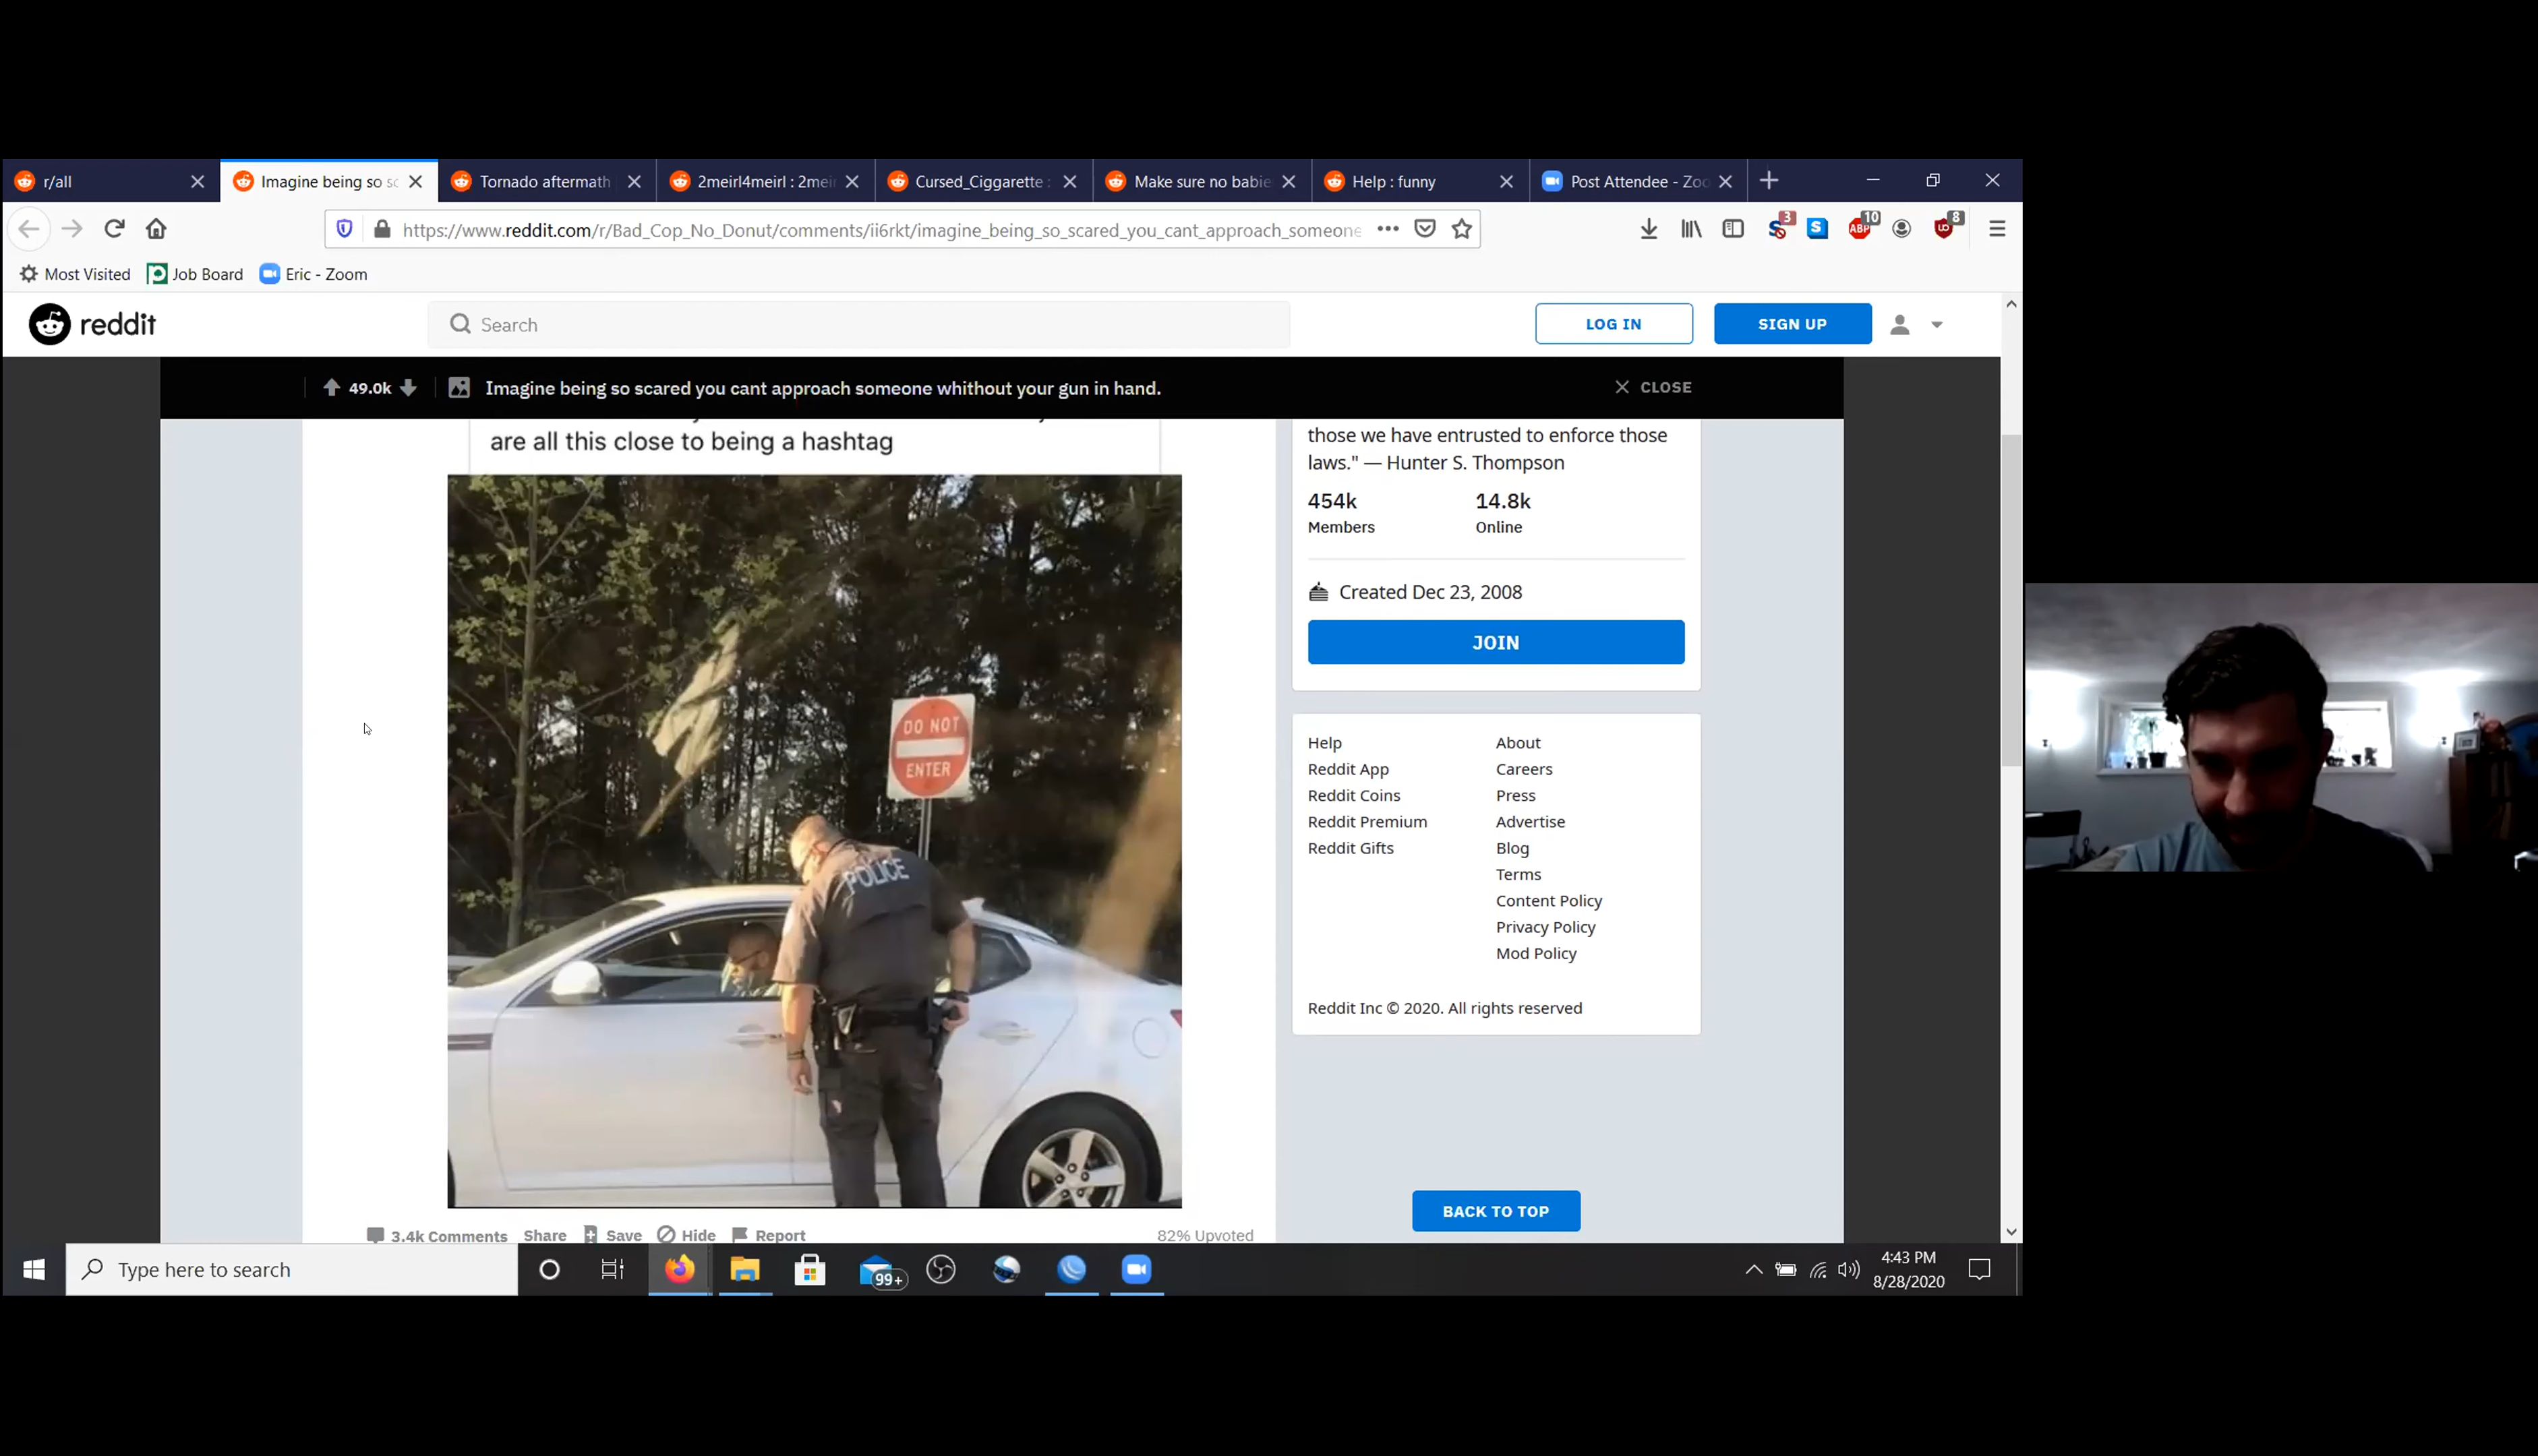 r/all
Imagine being so sc
Tornado aftermath
2meirl4meirl : 2mei
Cursed_Ciggarette :
Make sure no babie
Help : funny
Post Attendee - Zoo
https://www.reddit.com/r/Bad_Cop_No_Donut/comments/ii6rkt/imagine_being_so_scared_you_cant_approach_someone
3
S
ABP 10
8
Most Visited
Job Board
Eric - Zoom
reddit
Search
LOG IN
SIGN UP
49.0k
Imagine being so scared you cant approach someone whithout your gun in hand.
CLOSE
are all this close to being a hashtag
DO NOT
ENTER
POLICE
3.4k Comments Share Save Hide Report
82% Upvoted
those we have entrusted to enforce those
laws." — Hunter S. Thompson
454k 14.8k
Members Online
Created Dec 23, 2008
JOIN
Help About
Reddit App Careers
Reddit Coins Press
Reddit Premium Advertise
Reddit Gifts Blog
Terms
Content Policy
Privacy Policy
Mod Policy
Reddit Inc © 2020. All rights reserved
BACK TO TOP
Type here to search
99+
4:43 PM
8/28/2020